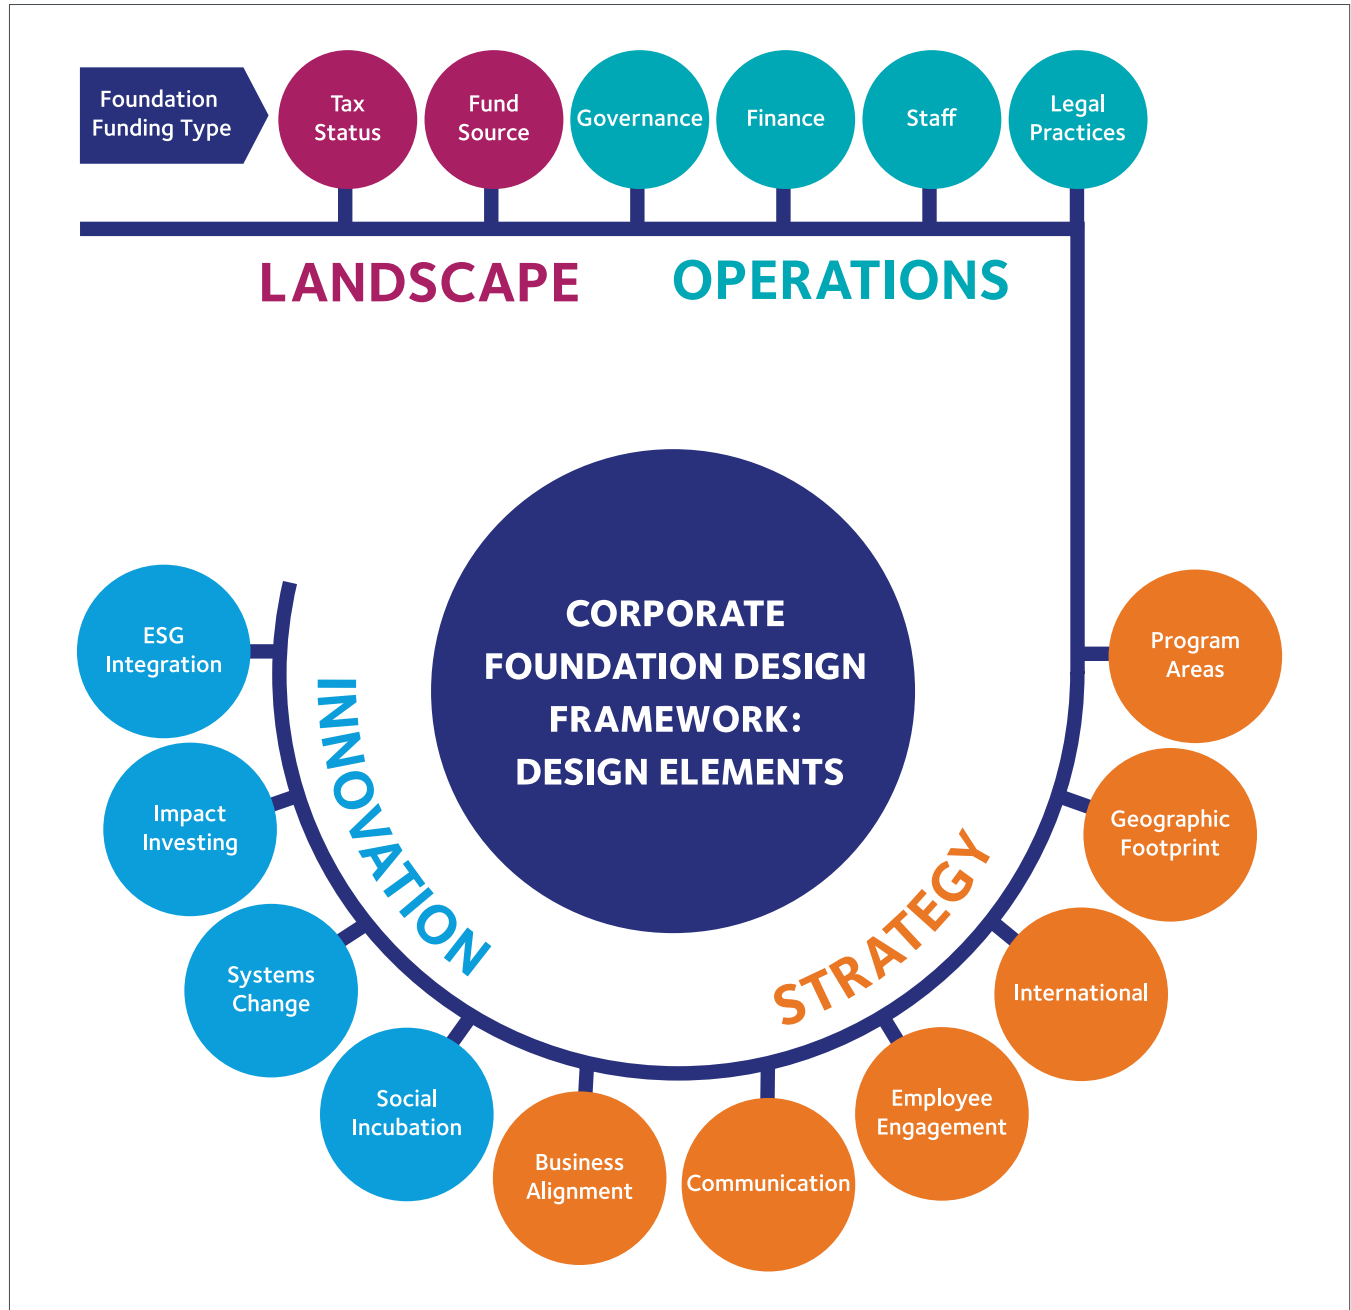 Foundation
Funding Type
Tax
Status
Fund
Source
Governance
Finance
Staff
Legal
Practices
LANDSCAPE
OPERATIONS
CORPORATE
FOUNDATION DESIGN
FRAMEWORK:
DESIGN ELEMENTS
Program
Areas
Geographic
Footprint
International
Employee
Engagement
Communication
Business
Alignment
STRATEGY
Social
Incubation
Systems
Change
Impact
Investing
ESG
Integration
INNOVATION